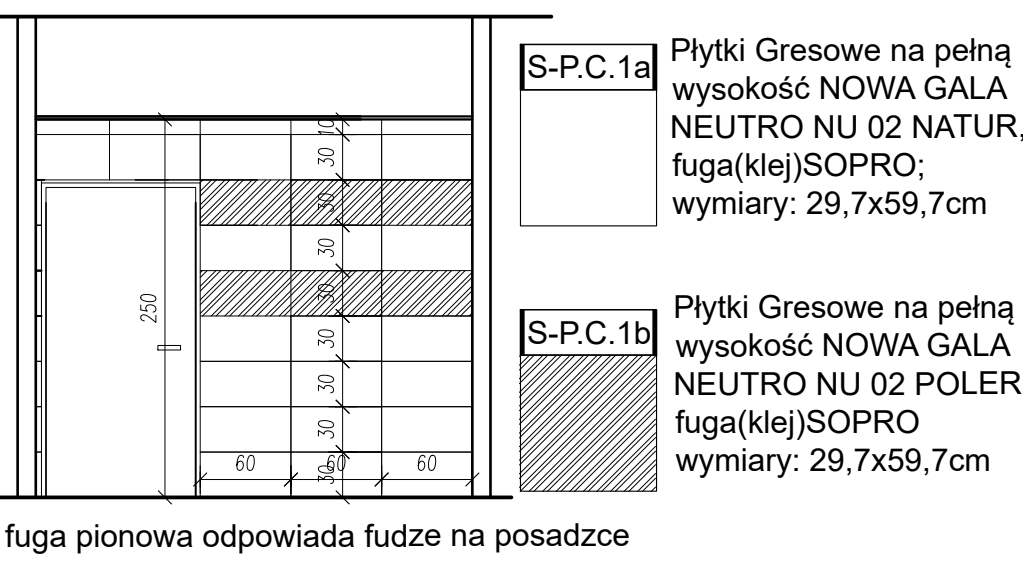 10
30
30
30
30
30
30
30
30
250
60
60
60
S-P.C.1a
Płytki Gresowe na pełną
wysokość NOWA GALA
NEUTRO NU 02 NATUR,
fuga(klej)SOPRO;
wymiary: 29,7x59,7cm
S-P.C.1b
Płytki Gresowe na pełną
wysokość NOWA GALA
NEUTRO NU 02 POLER
fuga(klej)SOPRO
wymiary: 29,7x59,7cm
fuga pionowa odpowiada fudze na posadzce